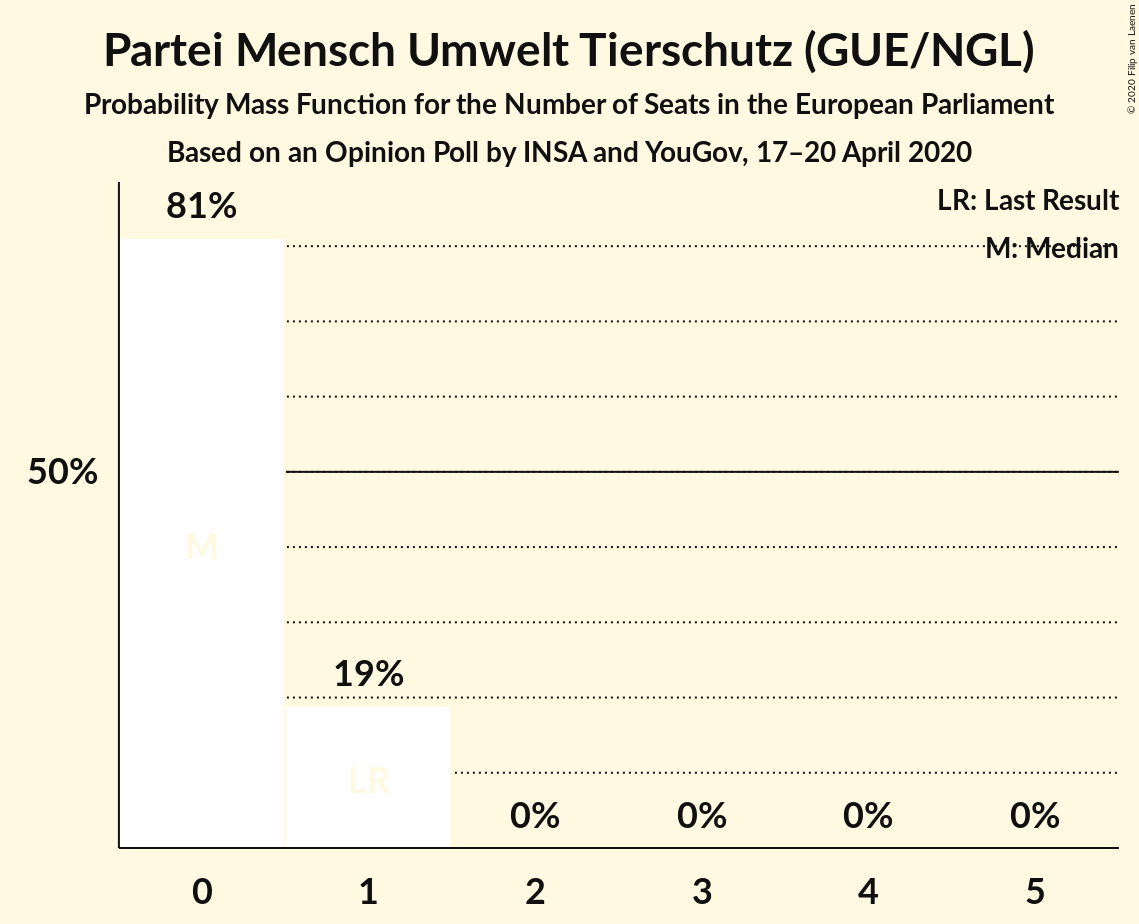 Partei Mensch Umwelt Tierschutz (GUE/NGL)
Probability Mass Function for the Number of Seats in the European Parliament
Based on an Opinion Poll by INSA and YouGov, 17–20 April 2020
© 2020 Filip van Laenen
LR: Last Result
M: Median
81%
50%
M
19%
LR
0%
0%
0%
0%
0
1
2
3
4
5